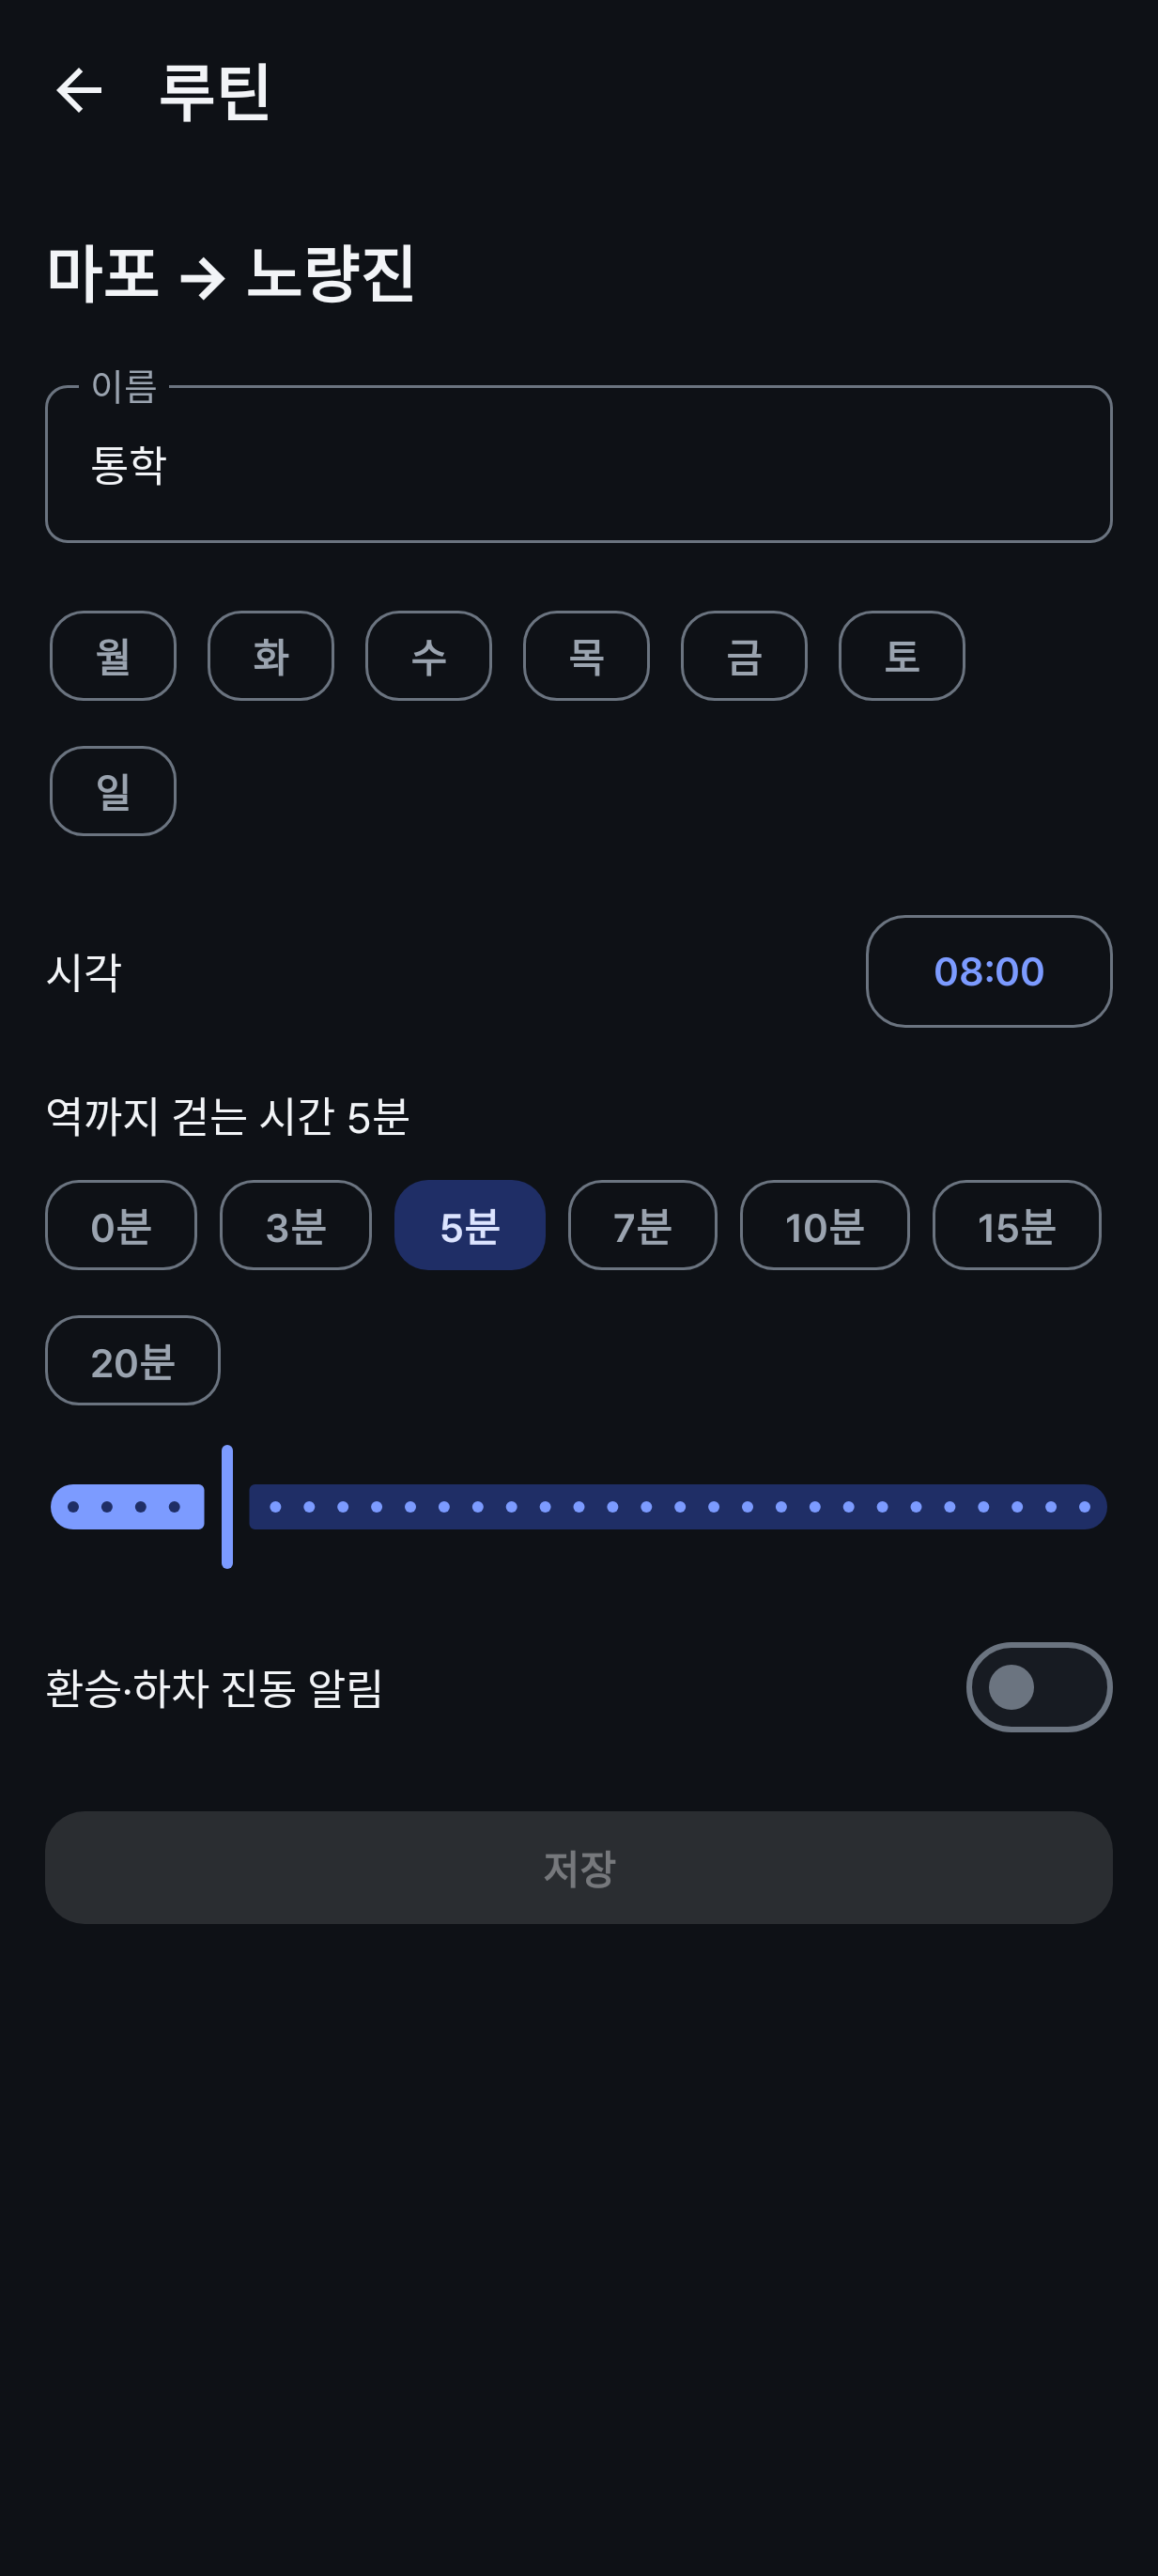 루틴
마포 → 노량진
이름
통학
월 화 수 목 금 토
일
시각 08:00
역까지 걷는 시간 5분
0분 3분 5분 7분 10분 15분
20분
환승·하차 진동 알림
저장